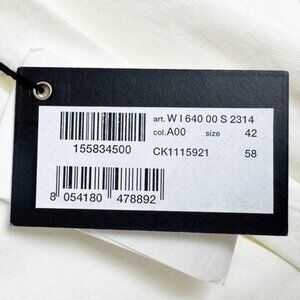 art. W I 640 00 S 2314
col. A00 size 42
155834500 CK1115921 58
8 054180 478892